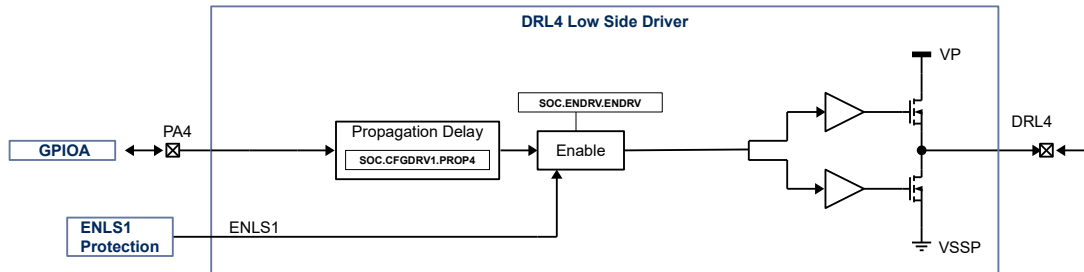 DRL4 Low Side Driver
VP
SOC.ENDRV.ENDRV
PA4
Propagation Delay
DRL4
GPIOA
SOC.CFGDRV1.PROP4
Enable
ENLS1
Protection
ENLS1
VSSP